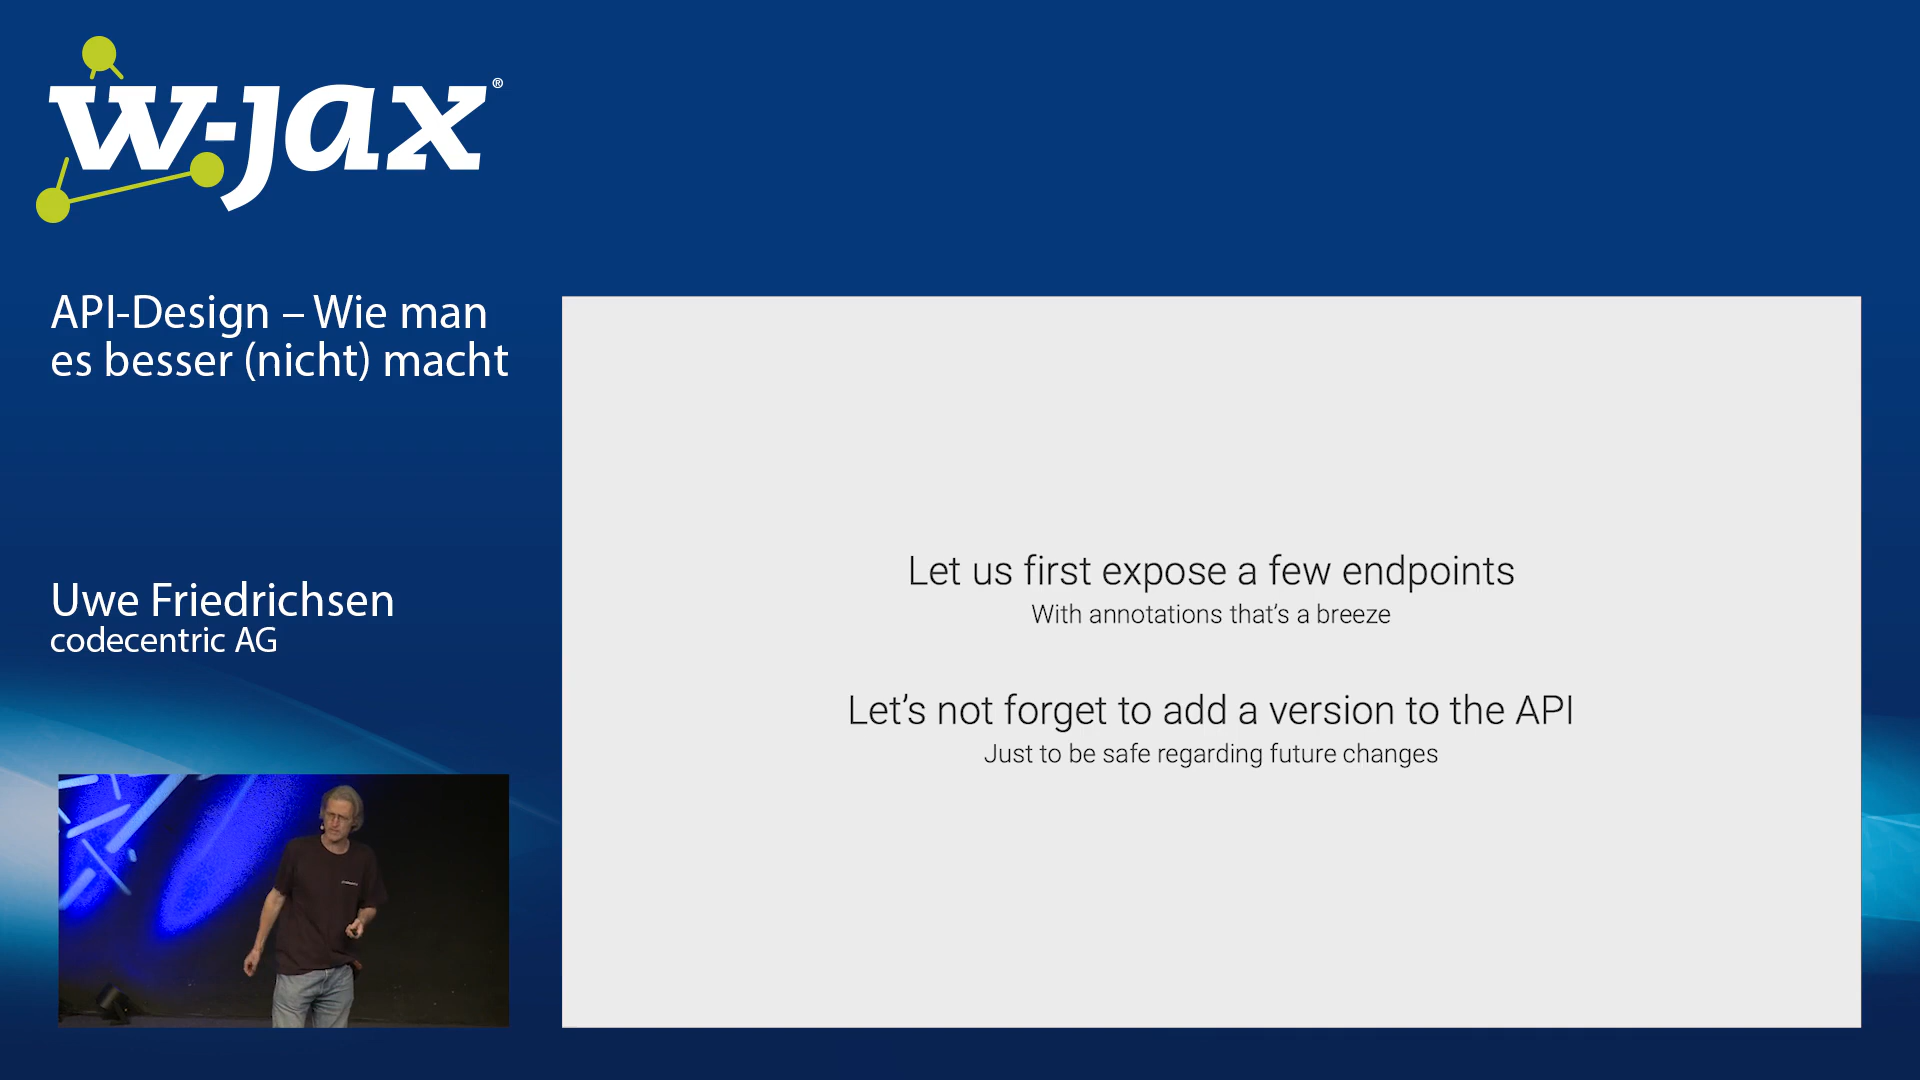 w-jax®
API-Design – Wie man
es besser (nicht) macht
Uwe Friedrichsen
codecentric AG
Let us first expose a few endpoints
With annotations that's a breeze
Let's not forget to add a version to the API
Just to be safe regarding future changes